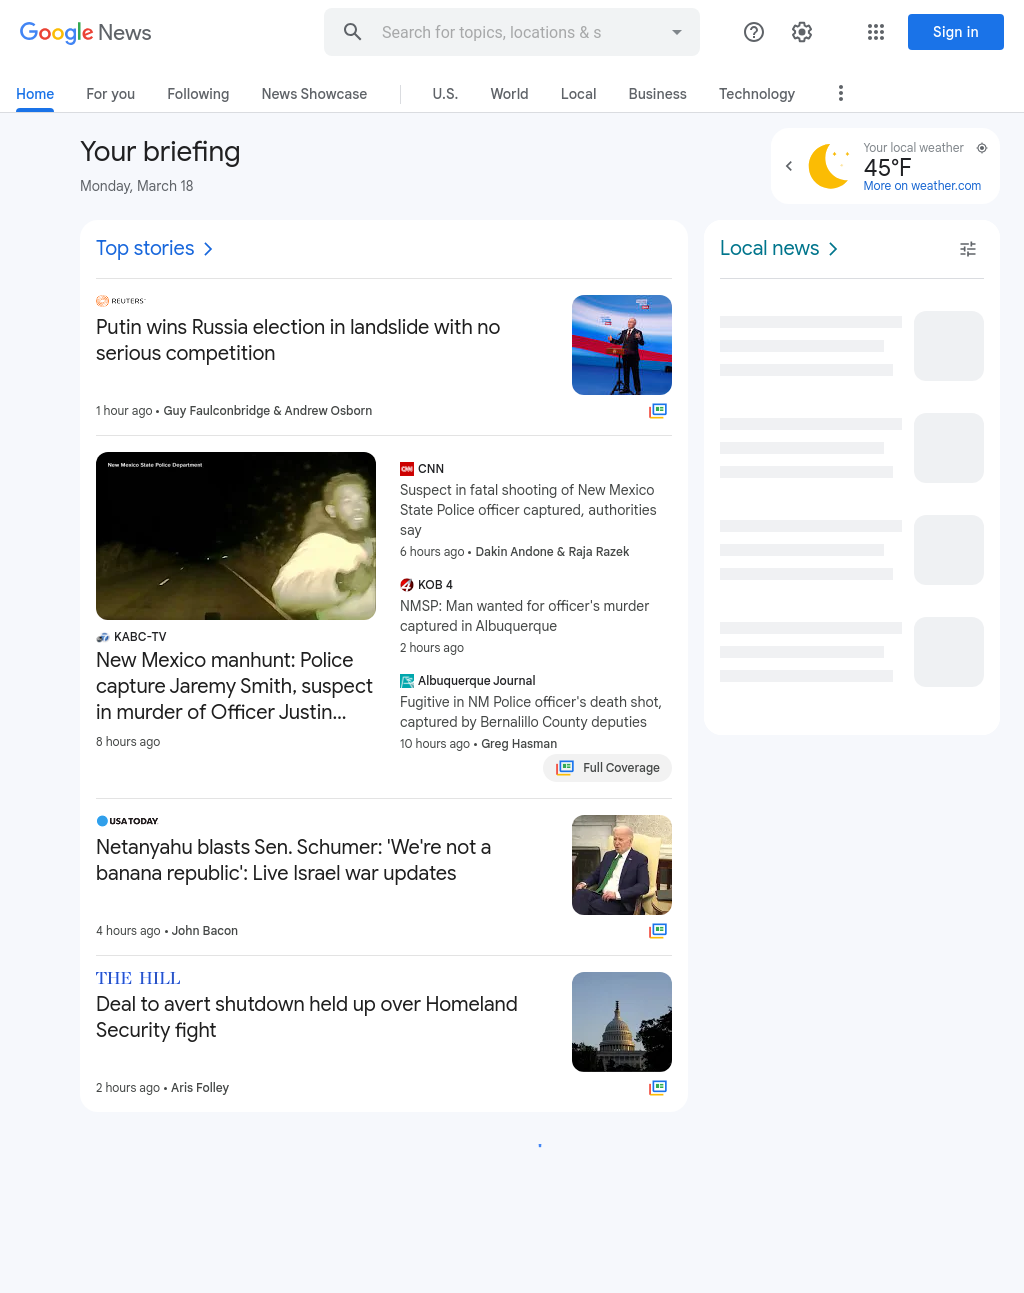 Google News
Search for topics, locations & s
Sign in
Home
For you
Following
News Showcase
U.S.
World
Local
Business
Technology
Your briefing
Monday, March 18
Your local weather
45°F
More on weather.com
Top stories
REUTERS
Putin wins Russia election in landslide with no
serious competition
1 hour ago • Guy Faulconbridge & Andrew Osborn
New Mexico State Police Department
KABC-TV
New Mexico manhunt: Police
capture Jaremy Smith, suspect
in murder of Officer Justin...
8 hours ago
CNN
Suspect in fatal shooting of New Mexico
State Police officer captured, authorities
say
6 hours ago • Dakin Andone & Raja Razek
KOB 4
NMSP: Man wanted for officer's murder
captured in Albuquerque
2 hours ago
Albuquerque Journal
Fugitive in NM Police officer's death shot,
captured by Bernalillo County deputies
10 hours ago • Greg Hasman
Full Coverage
USA TODAY
Netanyahu blasts Sen. Schumer: 'We're not a
banana republic': Live Israel war updates
4 hours ago • John Bacon
THE HILL
Deal to avert shutdown held up over Homeland
Security fight
2 hours ago • Aris Folley
Local news